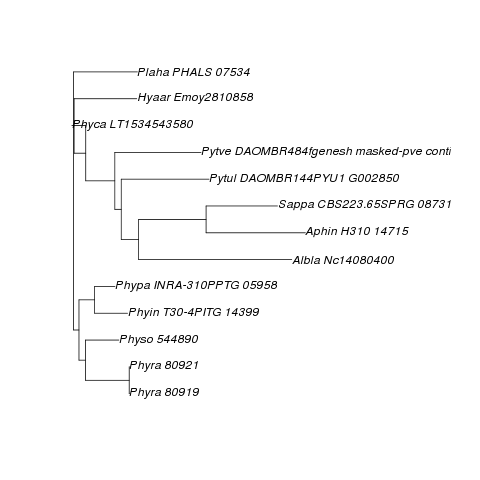 Plaha PHALS 07534
Hyaar Emoy2810858
Phyca LT1534543580
Pytve DAOMBR484fgenesh masked-pve conti
Pytul DAOMBR144PYU1 G002850
Sappa CBS223.65SPRG 08731
Aphin H310 14715
Albla Nc14080400
Phypa INRA-310PPTG 05958
Phyin T30-4PITG 14399
Physo 544890
Phyra 80921
Phyra 80919